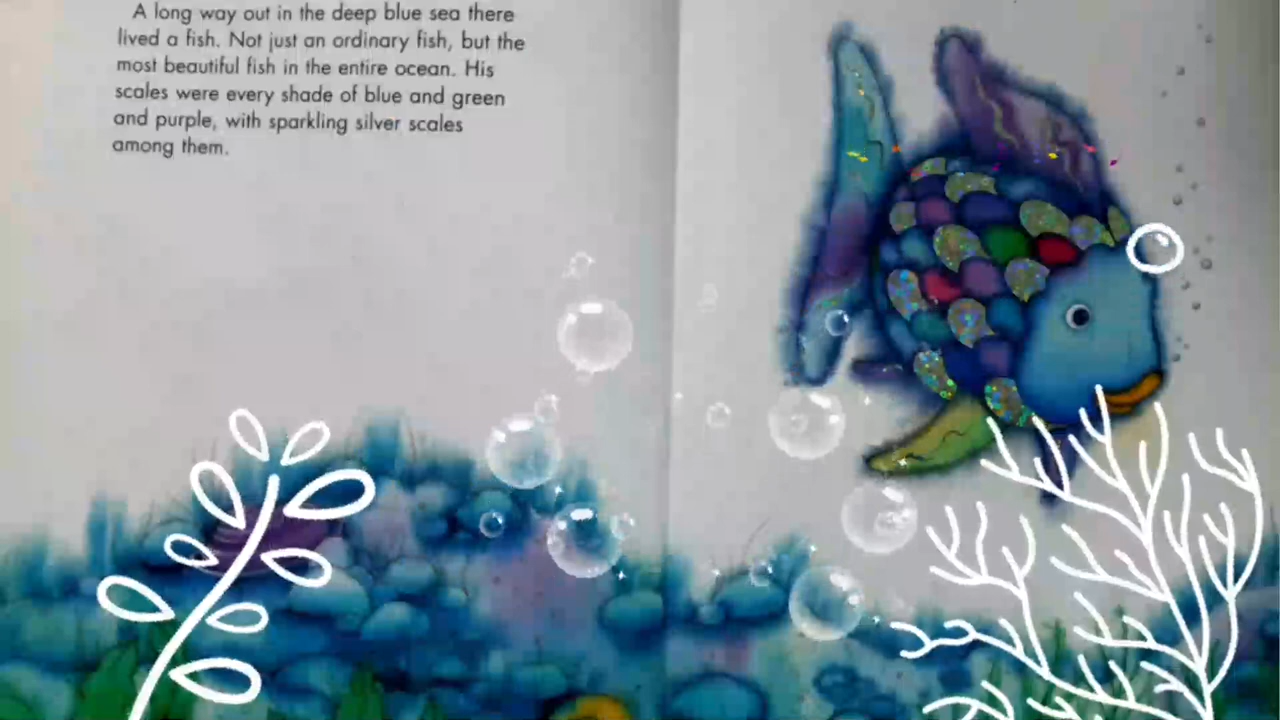 A long way out in the deep blue sea there
lived a fish. Not just an ordinary fish, but the
most beautiful fish in the entire ocean. His
scales were every shade of blue and green
and purple, with sparkling silver scales
among them.